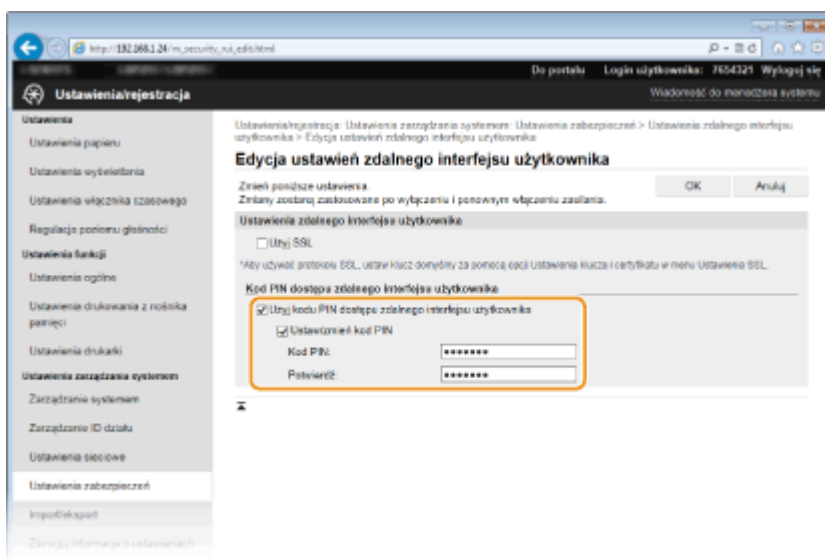 http://192.168.1.24/m_security_rui_edit.html
Do portalu Login użytkownika: 7654321 Wyloguj się
Ustawienia/rejestracja
Wiadomość do menedżera systemu
Ustawienia
Ustawienia papieru
Ustawienia wyświetlania
Ustawienia włącznika czasowego
Regulacja poziomu głośności
Ustawienia funkcji
Ustawienia ogólne
Ustawienia drukowania z nośnika
pamięci
Ustawienia drukarki
Ustawienia zarządzania systemem
Zarządzanie systemem
Zarządzanie ID działu
Ustawienia sieciowe
Ustawienia zabezpieczeń
Import/eksport
Zainicjuj informacje o ustawieniach
Ustawienia/rejestracja: Ustawienia zarządzania systemem: Ustawienia zabezpieczeń > Ustawienia zdalnego interfejsu
użytkownika > Edycja ustawień zdalnego interfejsu użytkownika
Edycja ustawień zdalnego interfejsu użytkownika
Zmień poniższe ustawienia.
Zmiany zostaną zastosowane po wyłączeniu i ponownym włączeniu zasilania.
OK Anuluj
Ustawienia zdalnego interfejsu użytkownika
Użyj SSL
*Aby używać protokołu SSL, ustaw klucz domyślny za pomocą opcji Ustawienia klucza i certyfikatu w menu Ustawienia SSL.
Kod PIN dostępu zdalnego interfejsu użytkownika
Użyj kodu PIN dostępu zdalnego interfejsu użytkownika
Ustaw/zmień kod PIN
Kod PIN: •••••••
Potwierdź: •••••••